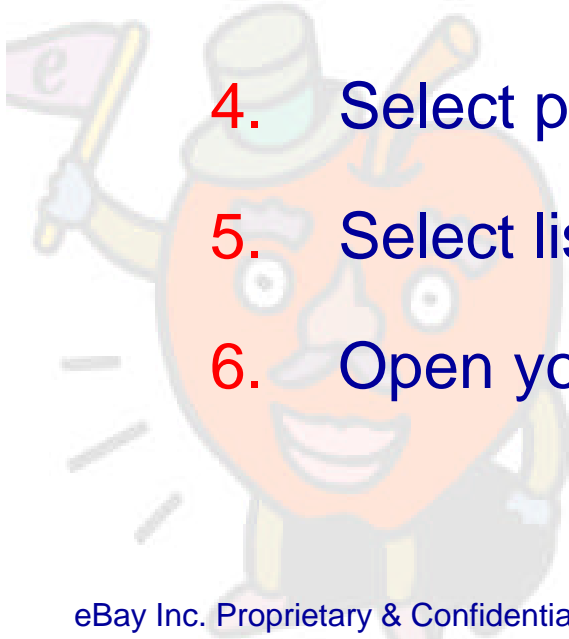 e
4. Select p
5. Select lis
6. Open yo
eBay Inc. Proprietary & Confidentia